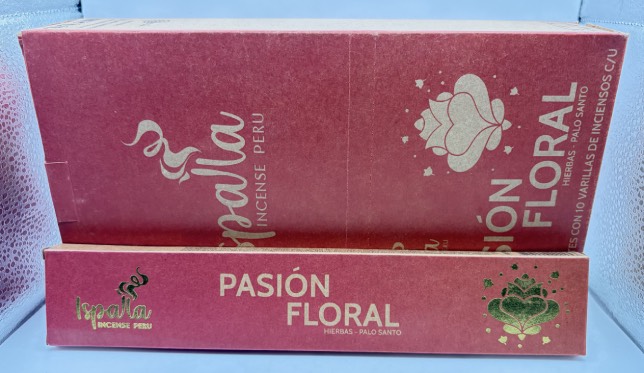 Ispalla
INCENSE PERU
PASIÓN
FLORAL
HIERBAS - PALO SANTO
CON 10 VARILLAS DE INCIENSOS C/U
Ispalla
INCENSE PERU
PASIÓN
FLORAL
HIERBAS - PALO SANTO